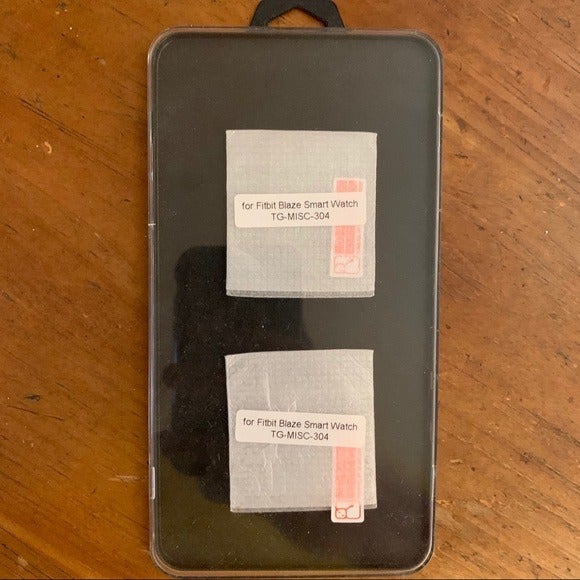 for Fitbit Blaze Smart Watch
TG-MISC-304
for Fitbit Blaze Smart Watch
TG-MISC-304